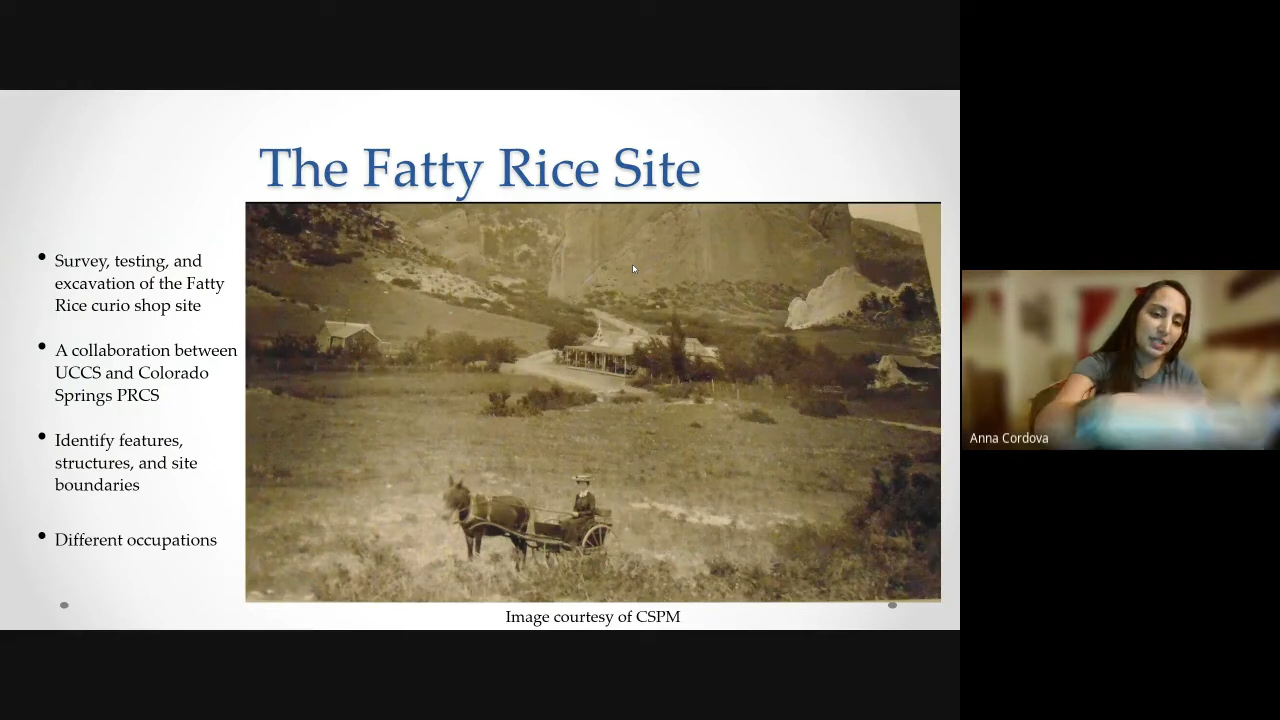 The Fatty Rice Site
• Survey, testing, and
excavation of the Fatty
Rice curio shop site
• A collaboration between
UCCS and Colorado
Springs PRCS
• Identify features,
structures, and site
boundaries
• Different occupations
Image courtesy of CSPM
Anna Cordova